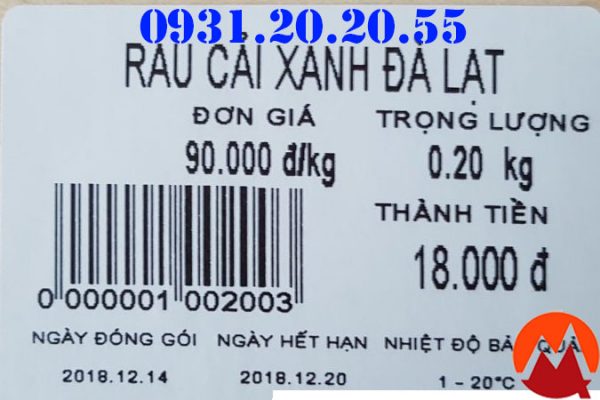 0931.20.20.55
RAU CẢI XANH ĐÀ LẠT
ĐƠN GIÁ TRỌNG LƯỢNG
90.000 đ/kg 0.20 kg
THÀNH TIỀN
18.000 đ
0 000001 002003
NGÀY ĐÓNG GÓI NGÀY HẾT HẠN NHIỆT ĐỘ BẢO QUẢ
2018.12.14 2018.12.20 1 - 20°C